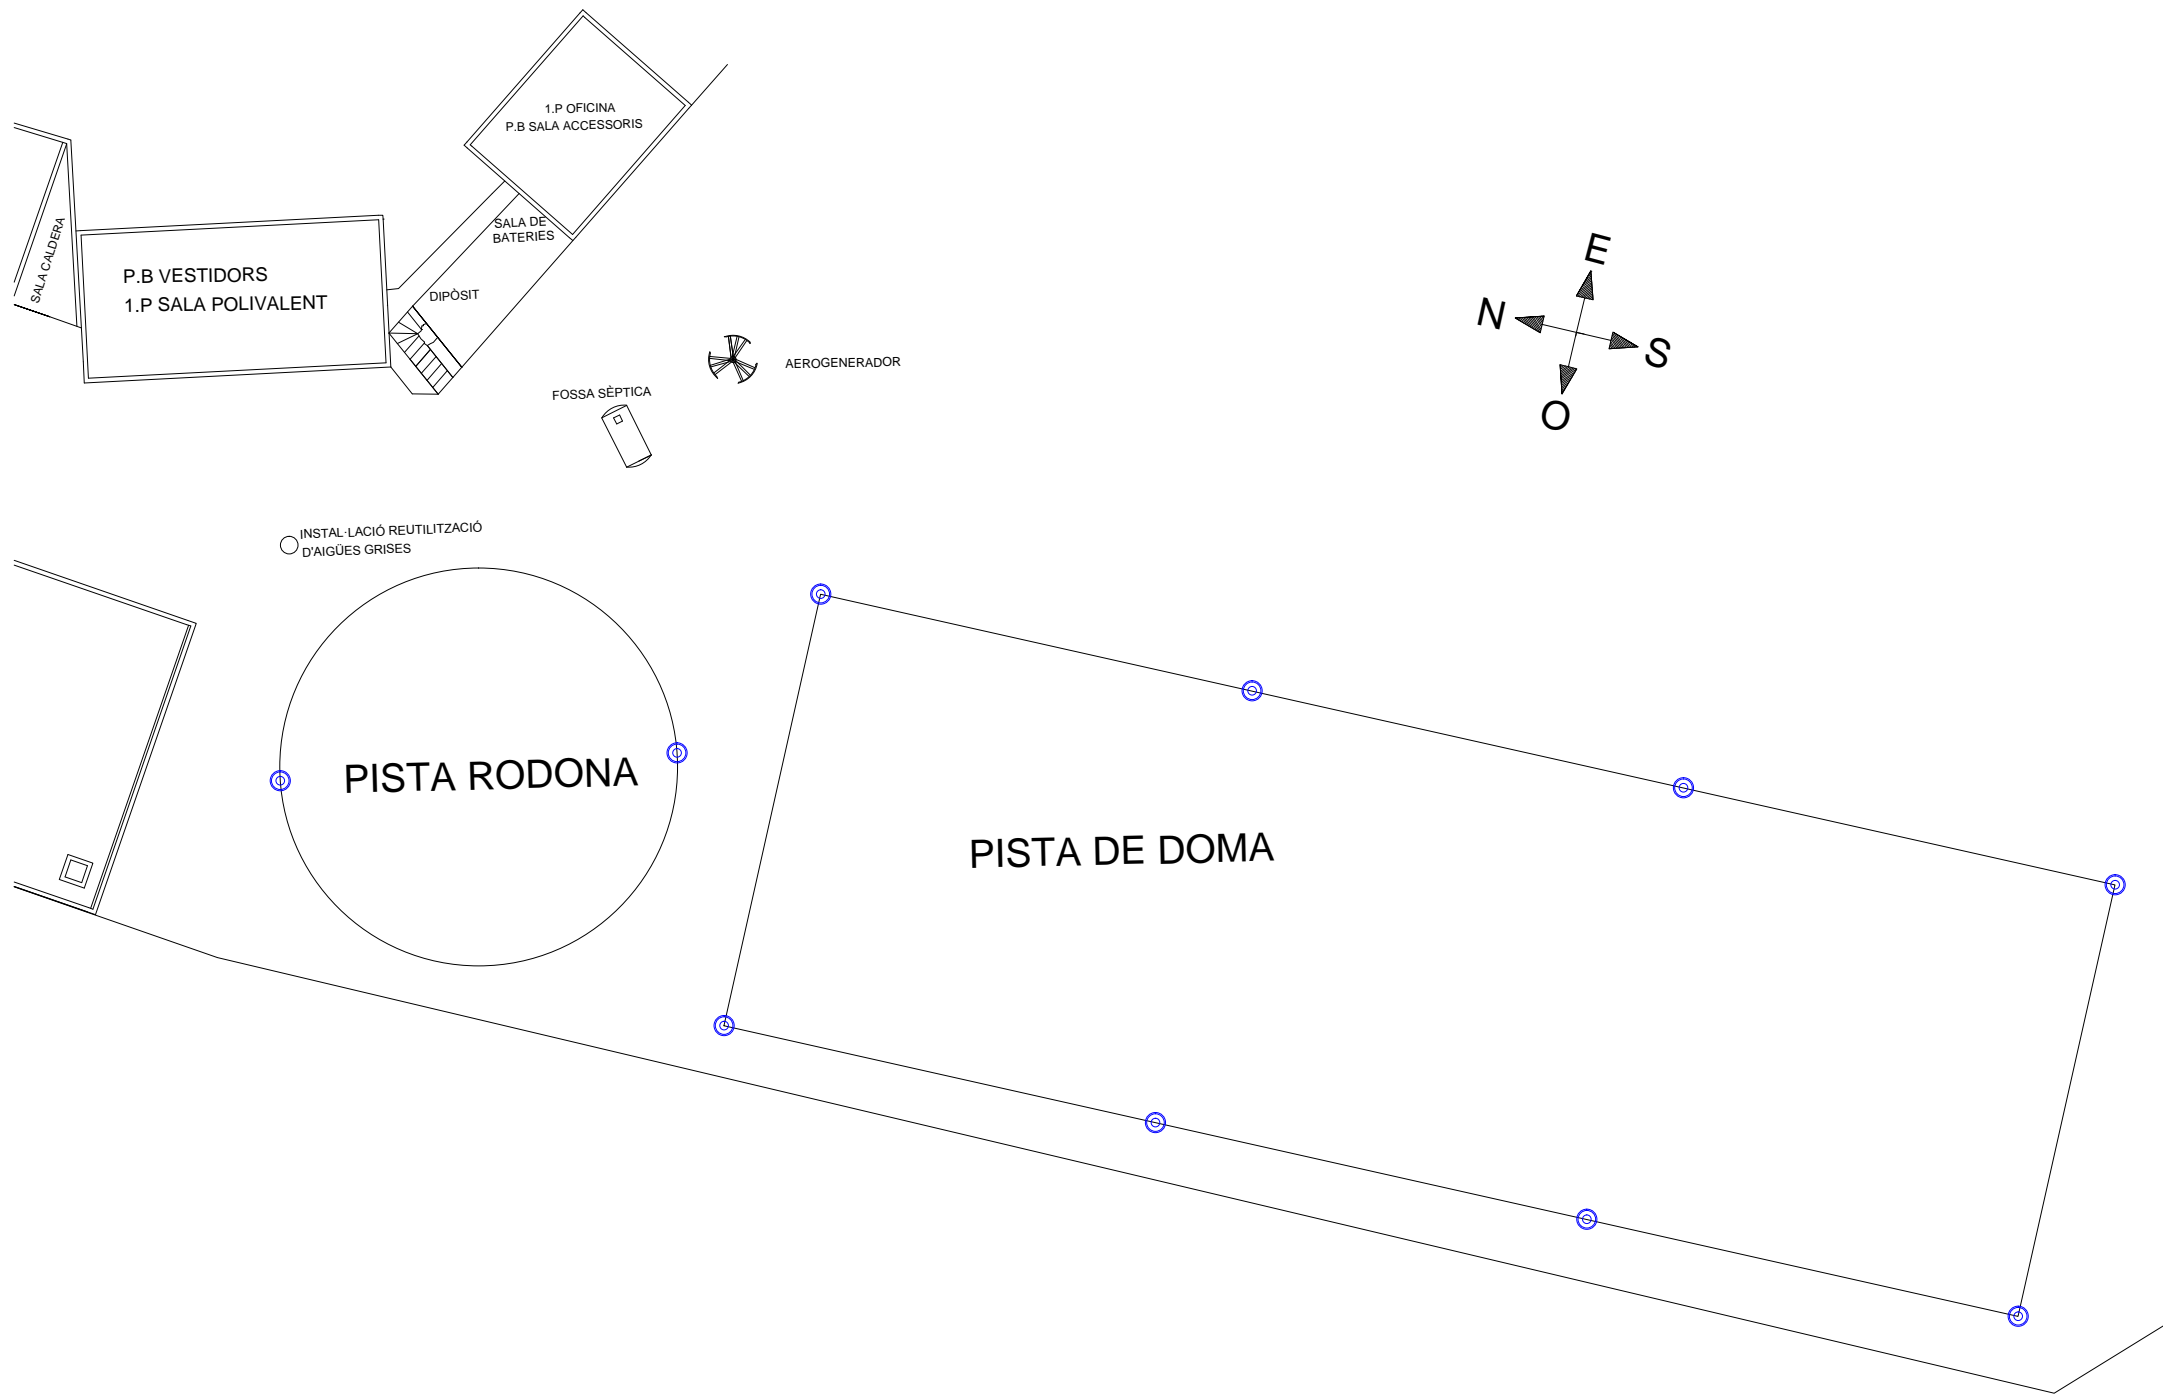 1.P OFICINA
P.B SALA ACCESSORIS
SALA DE
BATERIES
SALA CALDERA
P.B VESTIDORS
1.P SALA POLIVALENT
DIPÒSIT
E
N
S
O
AEROGENERADOR
FOSSA SÈPTICA
INSTAL·LACIÓ REUTILITZACIÓ
D'AIGÜES GRISES
PISTA RODONA
PISTA DE DOMA